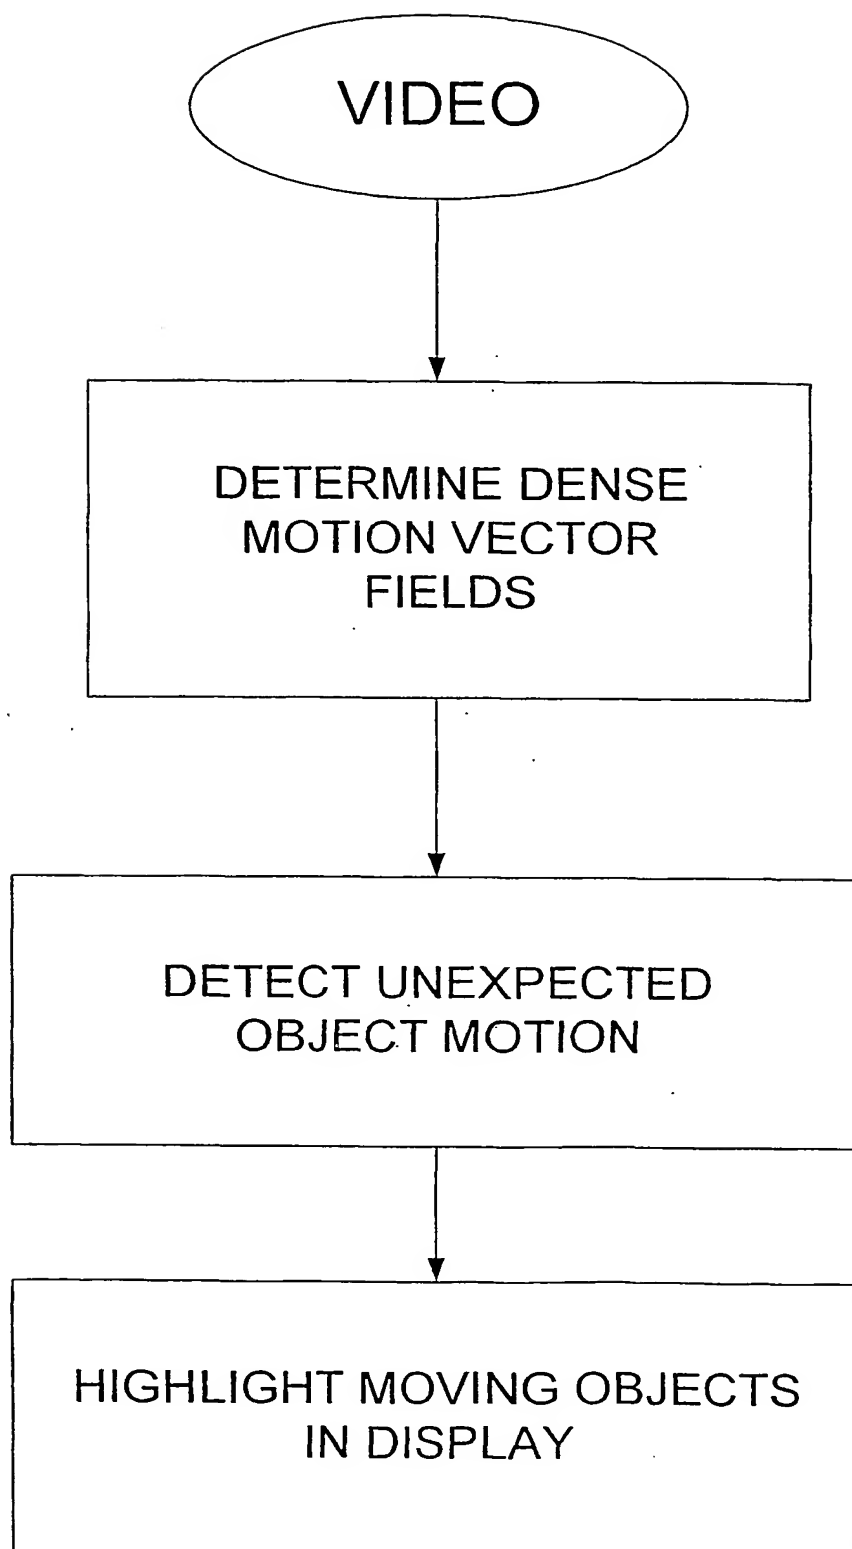 VIDEO
DETERMINE DENSE
MOTION VECTOR
FIELDS
DETECT UNEXPECTED
OBJECT MOTION
HIGHLIGHT MOVING OBJECTS
IN DISPLAY